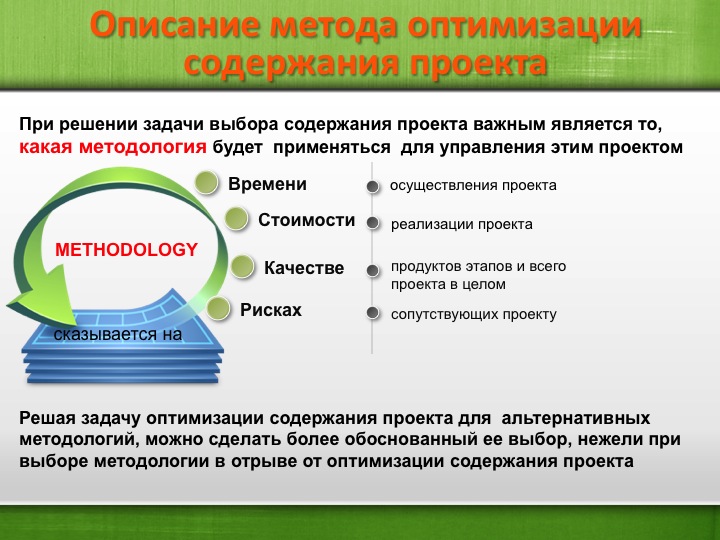 Описание метода оптимизации
содержания проекта
При решении задачи выбора содержания проекта важным является то,
какая методология будет применяться для управления этим проектом
METHODOLOGY
сказывается на
Времени
осуществления проекта
Стоимости
реализации проекта
Качестве
продуктов этапов и всего
проекта в целом
Рисках
сопутствующих проекту
Решая задачу оптимизации содержания проекта для альтернативных
методологий, можно сделать более обоснованный ее выбор, нежели при
выборе методологии в отрыве от оптимизации содержания проекта